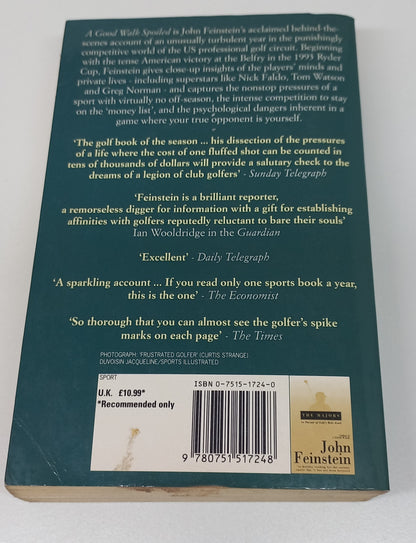 A Good Walk Spoiled is John Feinstein's acclaimed behind-the-
scenes account of an unusually turbulent year in the punishingly
competitive world of the US professional golf circuit. Beginning
with the tense American victory at the Belfry in the 1993 Ryder
Cup, Feinstein gives close-up insights of the players' minds and
private lives - including superstars like Nick Faldo, Tom Watson
and Greg Norman - and captures the nonstop pressures of a
sport with virtually no off-season, the intense competition to stay
on the 'money list', and the psychological dangers inherent in a
game where your true opponent is yourself.
'The golf book of the season ... his dissection of the pressures
of a life where the cost of one fluffed shot can be counted in
tens of thousands of dollars will provide a salutary check to the
dreams of a legion of club golfers' - Sunday Telegraph
'Feinstein is a brilliant reporter,
a remorseless digger for information with a gift for establishing
affinities with golfers reputedly reluctant to bare their souls'
Ian Wooldridge in the Guardian
'Excellent' - Daily Telegraph
'A sparkling account ... If you read only one sports book a year,
this is the one' - The Economist
'So thorough that you can almost see the golfer's spike
marks on each page' - The Times
PHOTOGRAPH: 'FRUSTRATED GOLFER' (CURTIS STRANGE)
DUVOISIN JACQUELINE/SPORTS ILLUSTRATED
SPORT
U.K. £10.99*
*Recommended only
ISBN 0-7515-1724-0
9 780751 517248
THE MAJORS
John
Feinstein